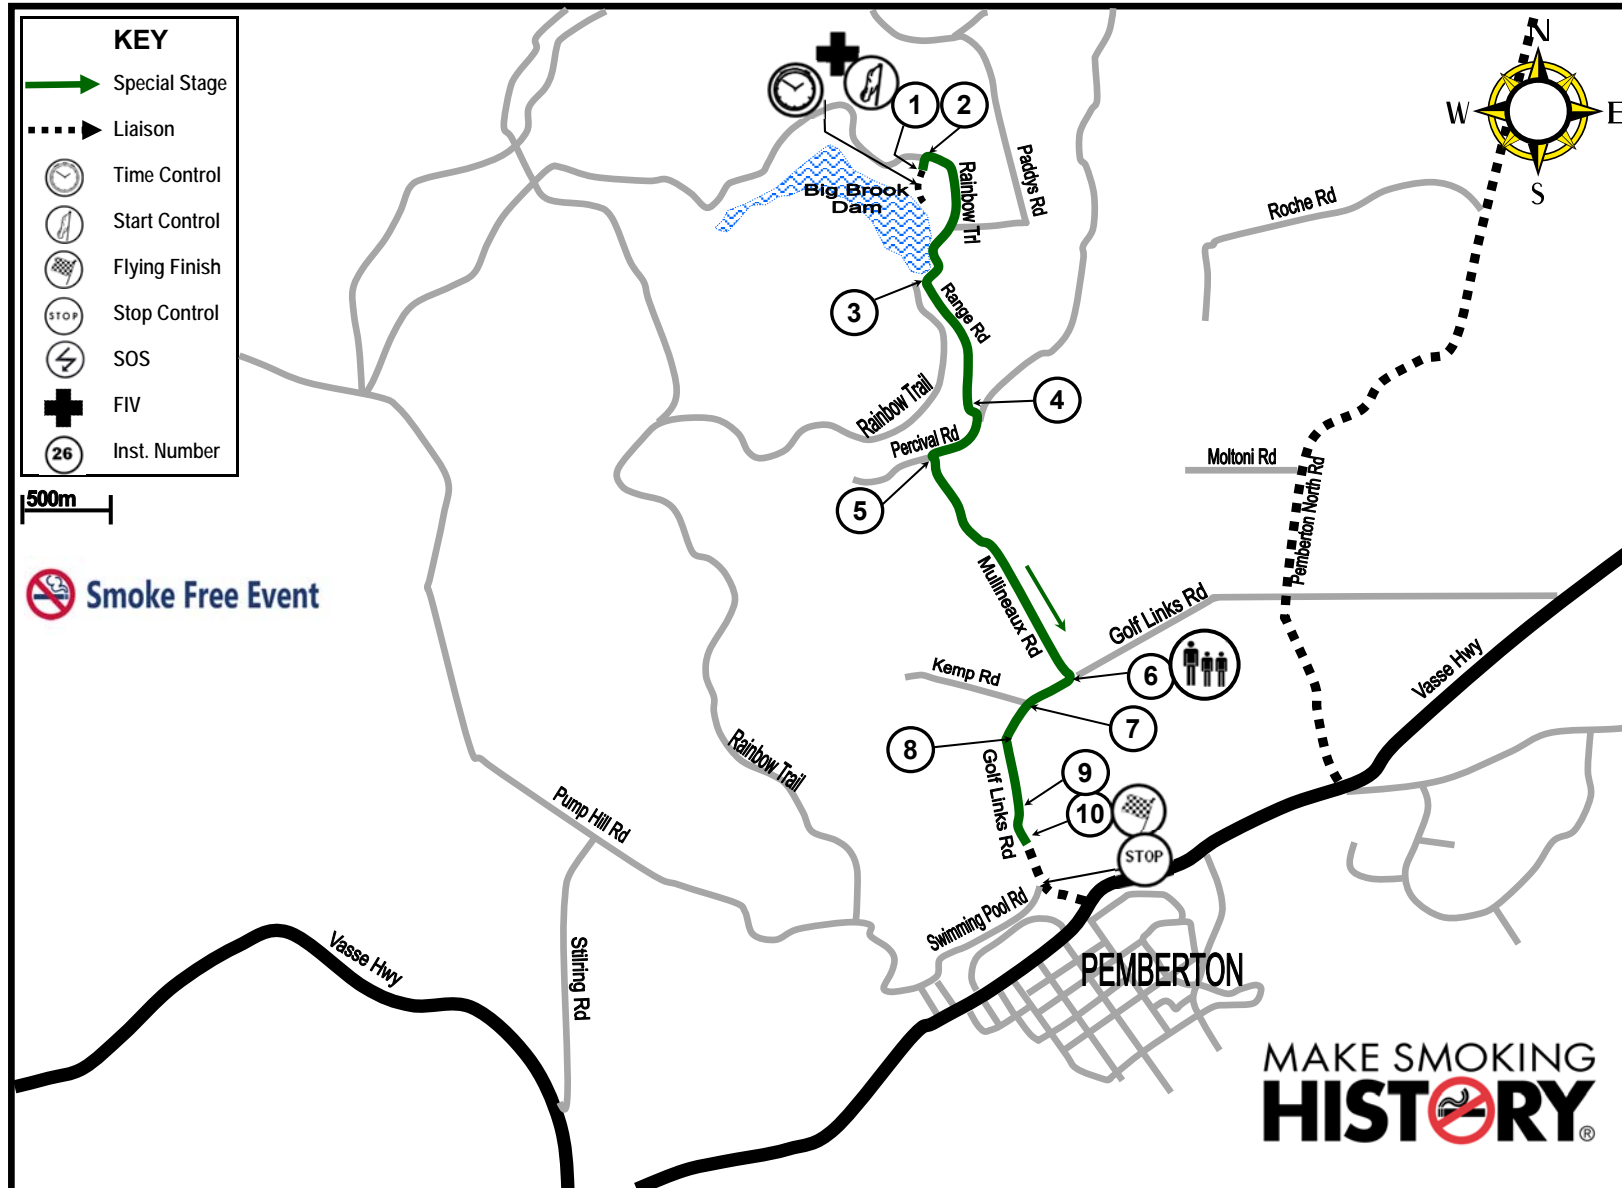 KEY
Special Stage
Liaison
Time Control
Start Control
Flying Finish
STOP
Stop Control
SOS
FIV
26
Inst. Number
500m
Smoke Free Event
N
W
E
S
1
2
Big Brook
Dam
Rainbow Trl
Paddys Rd
Roche Rd
3
Range Rd
4
Rainbow Trail
Percival Rd
5
Moltoni Rd
Pemberton North Rd
Mullineaux Rd
Golf Links Rd
Kemp Rd
6
7
8
Vasse Hwy
Rainbow Trail
Golf Links Rd
9
10
STOP
Pump Hill Rd
Swimming Pool Rd
Vasse Hwy
Stilring Rd
PEMBERTON
MAKE SMOKING
HISTORY®